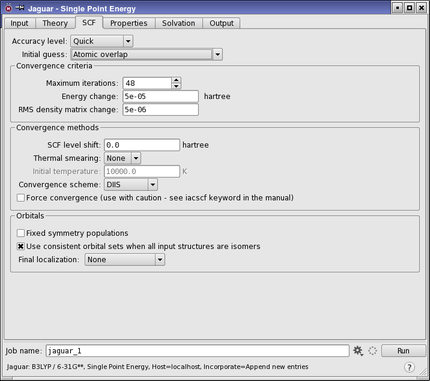 Jaguar - Single Point Energy
Input Theory SCF Properties Solvation Output
Accuracy level: Quick
Initial guess: Atomic overlap
Convergence criteria
Maximum iterations: 48
Energy change: 5e-05 hartree
RMS density matrix change: 5e-06
Convergence methods
SCF level shift: 0.0 hartree
Thermal smearing: None
Initial temperature: 10000.0 K
Convergence scheme: DIIS
Force convergence (use with caution - see iacscf keyword in the manual)
Orbitals
Fixed symmetry populations
Use consistent orbital sets when all input structures are isomers
Final localization: None
Job name: jaguar_1 Run
Jaguar: B3LYP / 6-31G**, Single Point Energy, Host=localhost, Incorporate=Append new entries ?